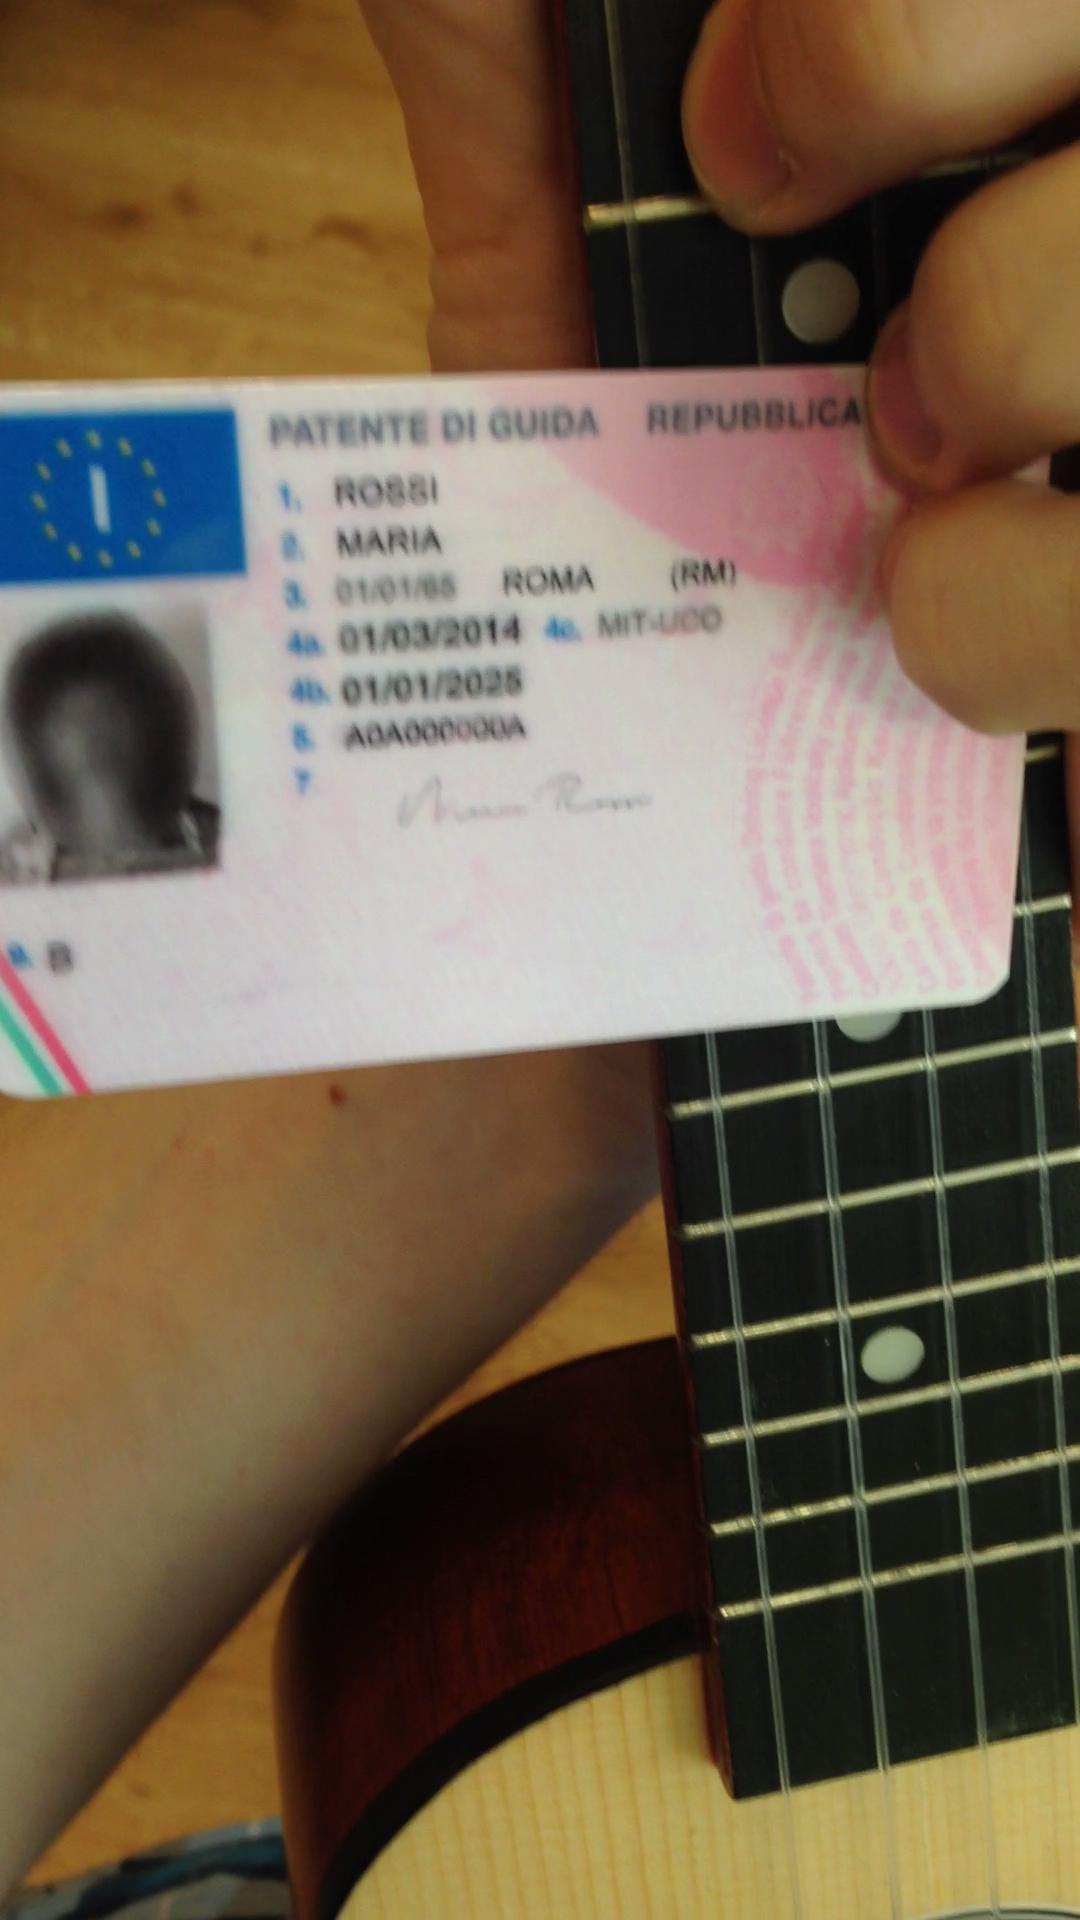 I
PATENTE DI GUIDA REPUBBLICA
1. ROSSI
2. MARIA
3. 01/01/65 ROMA (RM)
4a. 01/03/2014 4c. MIT-UCO
4b. 01/01/2025
5. A0A000000A
7
Maria Rossi
9. B